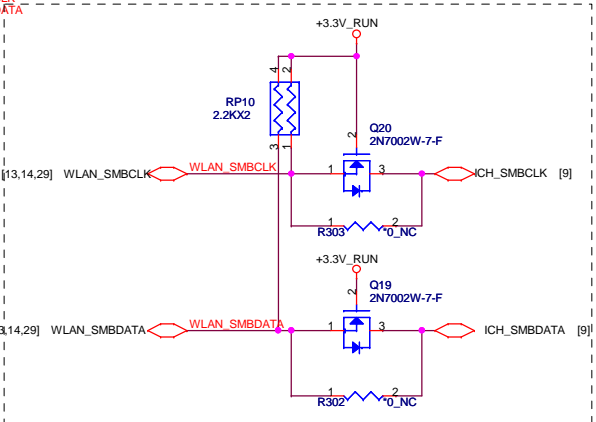 DATA
+3.3V_RUN
4 2
RP10
2.2KX2
3 1
2
Q20
2N7002W-7-F
[13,14,29] WLAN_SMBCLK WLAN_SMBCLK 1 3 ICH_SMBCLK [9]
1 2
R303 *0_NC
+3.3V_RUN
2
Q19
2N7002W-7-F
3,14,29] WLAN_SMBDATA WLAN_SMBDATA 1 3 ICH_SMBDATA [9]
1 2
R302 *0_NC